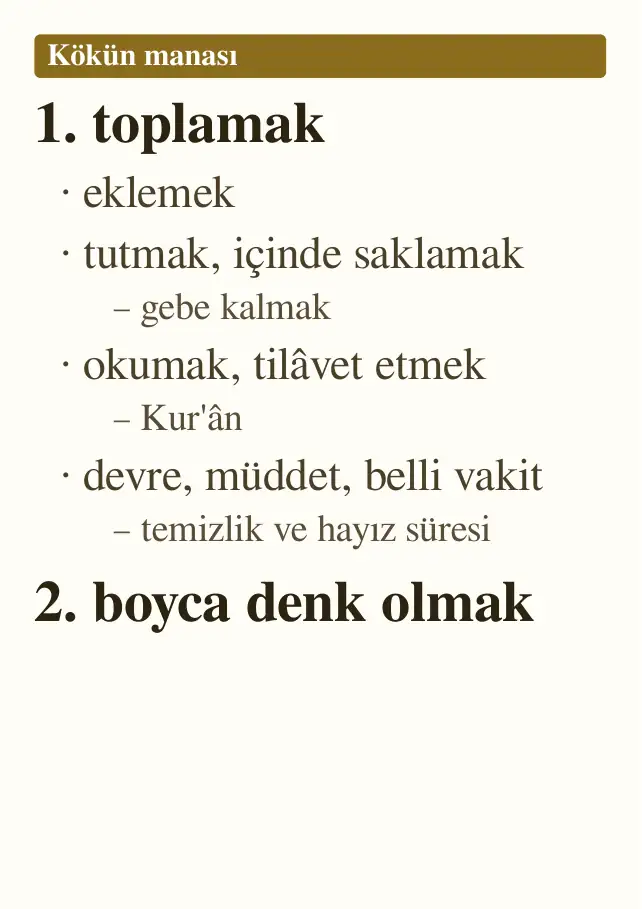 Kökün manası
1. toplamak
· eklemek
· tutmak, içinde saklamak
– gebe kalmak
· okumak, tilâvet etmek
– Kur'ân
· devre, müddet, belli vakit
– temizlik ve hayız süresi
2. boyca denk olmak